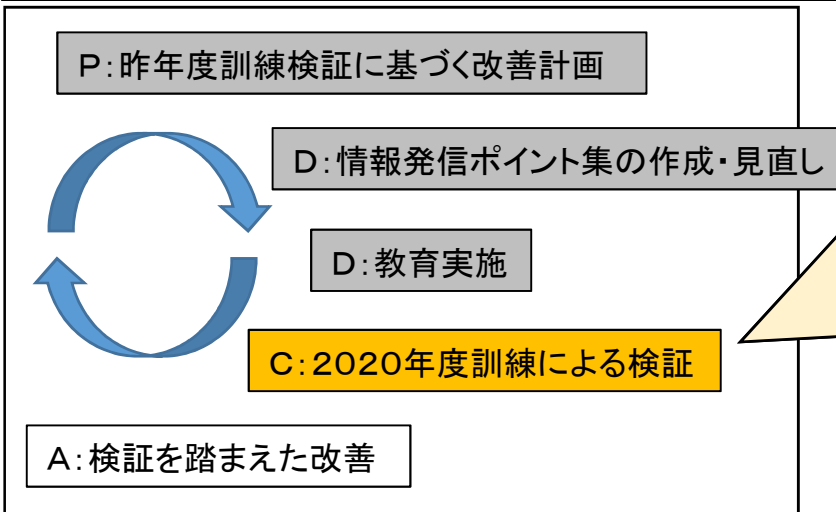 P:昨年度訓練検証に基づく改善計画
D:情報発信ポイント集の作成・見直し
D:教育実施
C:2020年度訓練による検証
A:検証を踏まえた改善